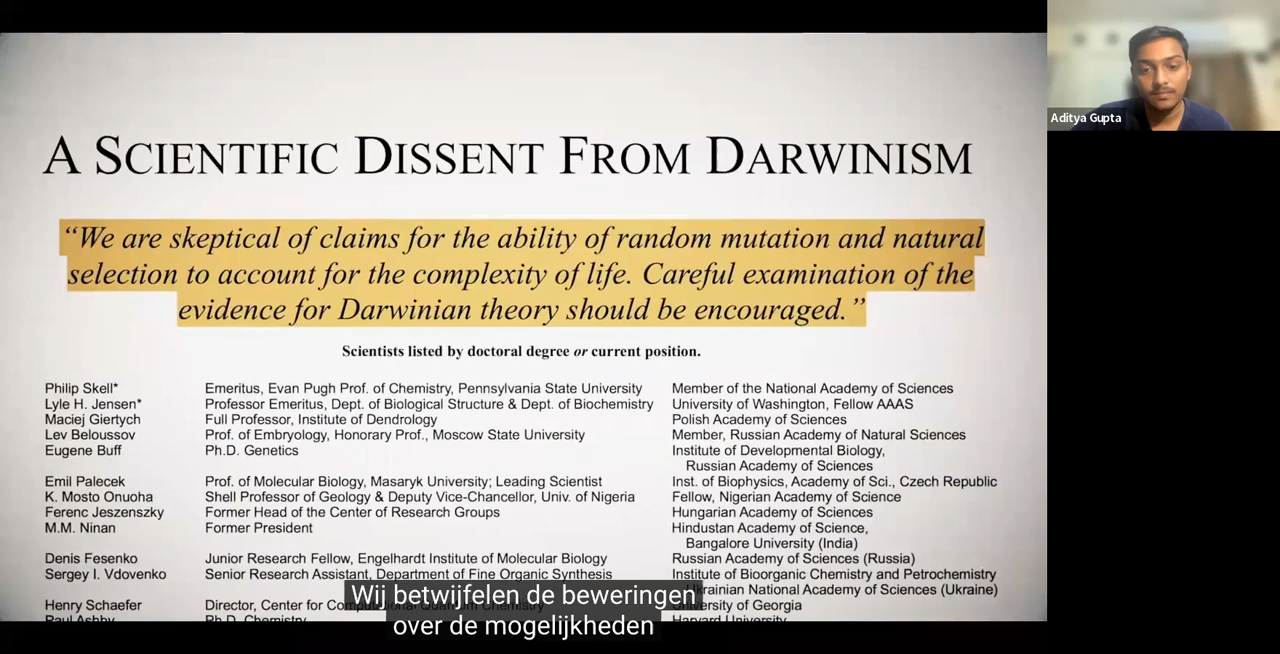 A SCIENTIFIC DISSENT FROM DARWINISM
“We are skeptical of claims for the ability of random mutation and natural
selection to account for the complexity of life. Careful examination of the
evidence for Darwinian theory should be encouraged.”
Scientists listed by doctoral degree or current position.
Philip Skell* Emeritus, Evan Pugh Prof. of Chemistry, Pennsylvania State University Member of the National Academy of Sciences
Lyle H. Jensen* Professor Emeritus, Dept. of Biological Structure & Dept. of Biochemistry University of Washington, Fellow AAAS
Maciej Giertych Full Professor, Institute of Dendrology Polish Academy of Sciences
Lev Beloussov Prof. of Embryology, Honorary Prof., Moscow State University Member, Russian Academy of Natural Sciences
Eugene Buff Ph.D. Genetics Institute of Developmental Biology,
Russian Academy of Sciences
Emil Palecek Prof. of Molecular Biology, Masaryk University; Leading Scientist Inst. of Biophysics, Academy of Sci., Czech Republic
K. Mosto Onuoha Shell Professor of Geology & Deputy Vice-Chancellor, Univ. of Nigeria Fellow, Nigerian Academy of Science
Ferenc Jeszenszky Former Head of the Center of Research Groups Hungarian Academy of Sciences
M.M. Ninan Former President Hindustan Academy of Science,
Bangalore University (India)
Denis Fesenko Junior Research Fellow, Engelhardt Institute of Molecular Biology Russian Academy of Sciences (Russia)
Sergey I. Vdovenko Senior Research Assistant, Department of Fine Organic Synthesis Institute of Bioorganic Chemistry and Petrochemistry
Ukrainian National Academy of Sciences (Ukraine)
Henry Schaefer Director, Center for Computational Quantum Chemistry University of Georgia
Paul Ashby Ph.D. Chemistry Harvard University
Wij betwijfelen de beweringen
over de mogelijkheden
Aditya Gupta